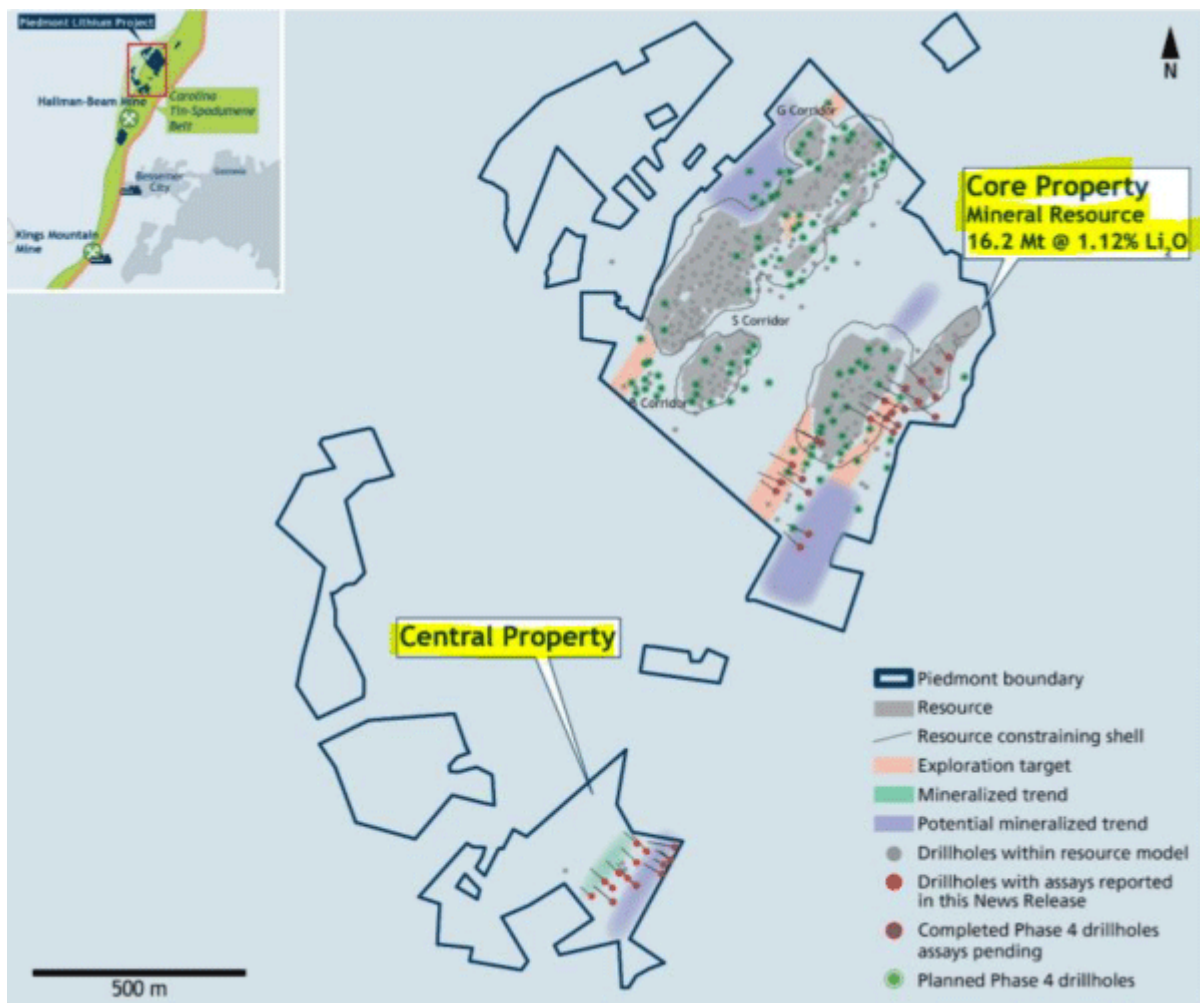 Piedmont Lithium Project
Hallman-Beam Mine
Carolina
Tin-Spodumene
Belt
Bessemer
City
Gastonia
Kings Mountain
Mine
N
G Corridor
Core Property
Mineral Resource
16.2 Mt @ 1.12% Li₂O
S Corridor
B Corridor
Central Property
Piedmont boundary
Resource
Resource constraining shell
Exploration target
Mineralized trend
Potential mineralized trend
Drillholes within resource model
Drillholes with assays reported
in this News Release
Completed Phase 4 drillholes
assays pending
Planned Phase 4 drillholes
500 m